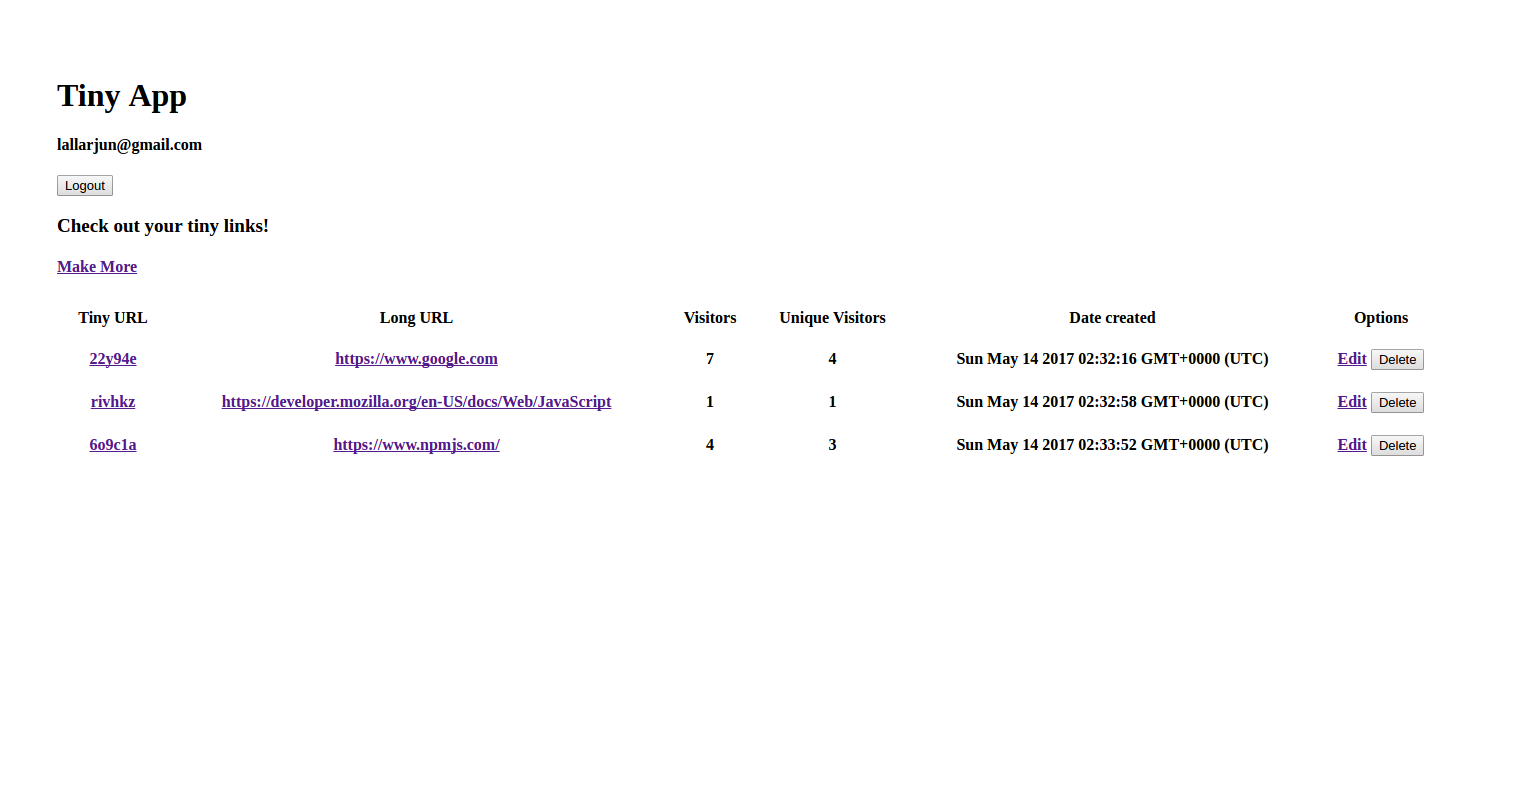 Tiny App
lallarjun@gmail.com
Logout
Check out your tiny links!
Make More
Tiny URL Long URL Visitors Unique Visitors Date created Options
22y94e https://www.google.com 7 4 Sun May 14 2017 02:32:16 GMT+0000 (UTC) Edit Delete
rivhkz https://developer.mozilla.org/en-US/docs/Web/JavaScript 1 1 Sun May 14 2017 02:32:58 GMT+0000 (UTC) Edit Delete
6o9c1a https://www.npmjs.com/ 4 3 Sun May 14 2017 02:33:52 GMT+0000 (UTC) Edit Delete